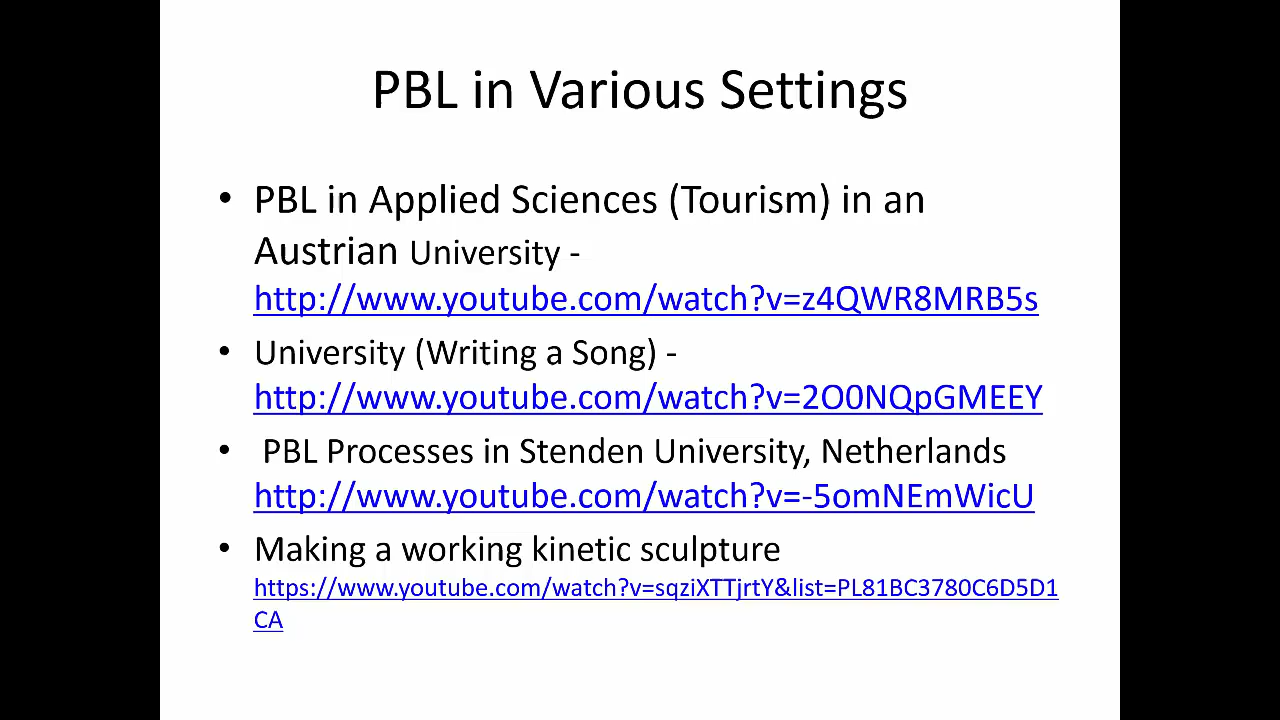 PBL in Various Settings
• PBL in Applied Sciences (Tourism) in an
Austrian University -
http://www.youtube.com/watch?v=z4QWR8MRB5s
• University (Writing a Song) -
http://www.youtube.com/watch?v=2O0NQpGMEEY
• PBL Processes in Stenden University, Netherlands
http://www.youtube.com/watch?v=-5omNEmWicU
• Making a working kinetic sculpture
https://www.youtube.com/watch?v=sqziXTTjrtY&list=PL81BC3780C6D5D1
CA